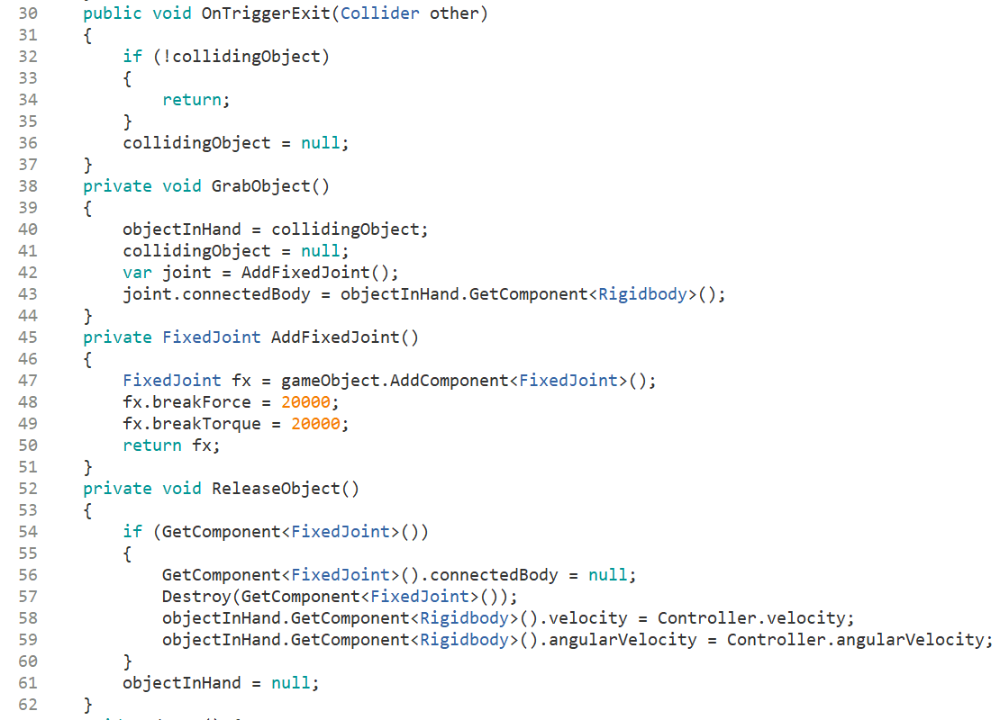 30 public void OnTriggerExit(Collider other)
31 {
32 if (!collidingObject)
33 {
34 return;
35 }
36 collidingObject = null;
37 }
38 private void GrabObject()
39 {
40 objectInHand = collidingObject;
41 collidingObject = null;
42 var joint = AddFixedJoint();
43 joint.connectedBody = objectInHand.GetComponent<Rigidbody>();
44 }
45 private FixedJoint AddFixedJoint()
46 {
47 FixedJoint fx = gameObject.AddComponent<FixedJoint>();
48 fx.breakForce = 20000;
49 fx.breakTorque = 20000;
50 return fx;
51 }
52 private void ReleaseObject()
53 {
54 if (GetComponent<FixedJoint>())
55 {
56 GetComponent<FixedJoint>().connectedBody = null;
57 Destroy(GetComponent<FixedJoint>());
58 objectInHand.GetComponent<Rigidbody>().velocity = Controller.velocity;
59 objectInHand.GetComponent<Rigidbody>().angularVelocity = Controller.angularVelocity;
60 }
61 objectInHand = null;
62 }